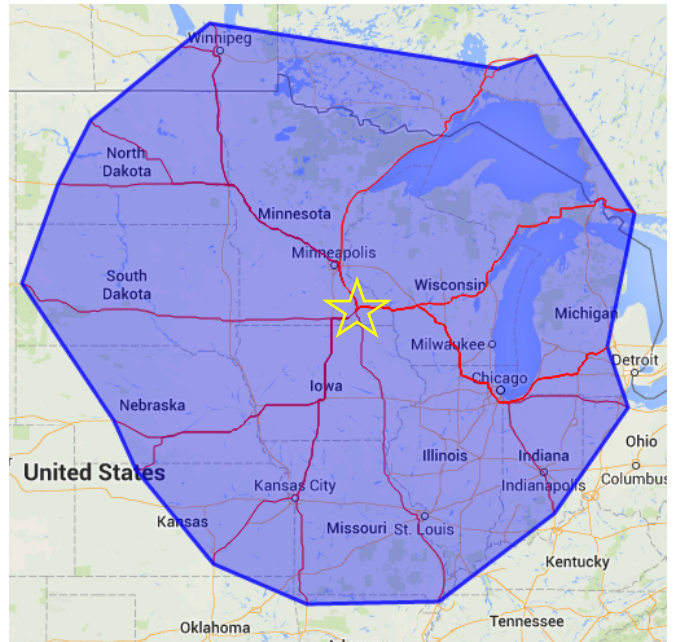 Winnipeg
North
Dakota
Minnesota
Minneapolis
South
Dakota
Wisconsin
Michigan
Milwaukee
Detroit
Chicago
Iowa
Nebraska
Ohio
Illinois
Indiana
United States
Indianapolis
Columbus
Kansas City
Kansas
Missouri
St. Louis
Kentucky
Oklahoma
Tennessee